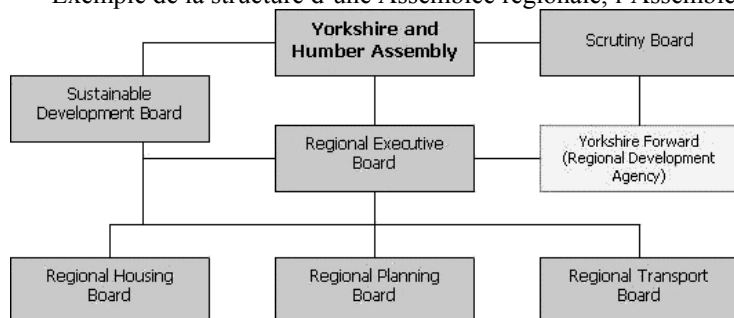 Exemple de la structure d'une Assemblée régionale, l'Assemblé
Yorkshire and
Humber Assembly
Scrutiny Board
Sustainable
Development Board
Regional Executive
Board
Yorkshire Forward
(Regional Development
Agency)
Regional Housing
Board
Regional Planning
Board
Regional Transport
Board